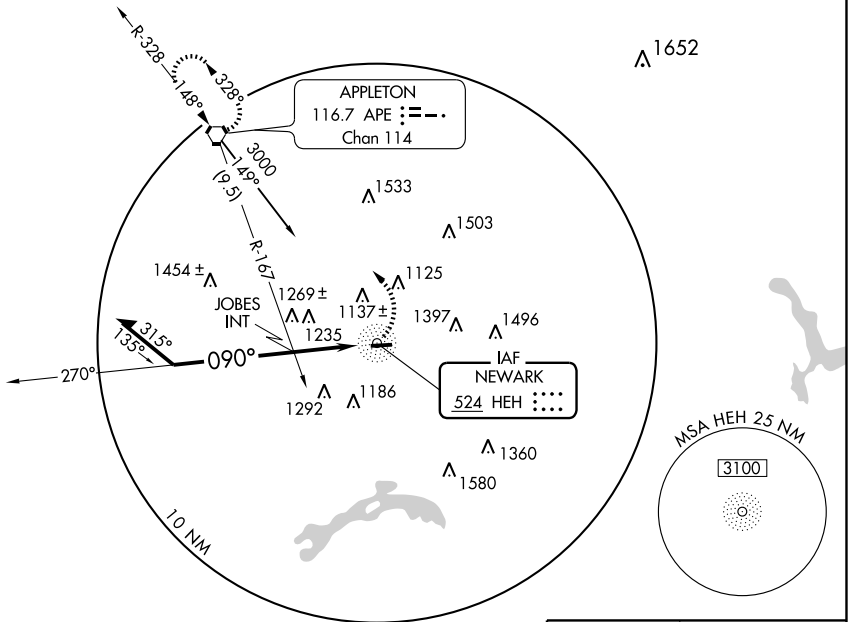 R-328
148°
328°
1652
APPLETON
116.7 APE
Chan 114
3000
149°
(9.5)
1533
1503
R-167
1454 ±
1269 ±
1125
JOBES
INT
1137 ±
1397
1496
1235
315°
135°
090°
270°
IAF
NEWARK
524 HEH
1292
1186
1360
1580
MSA HEH 25 NM
3100
10 NM